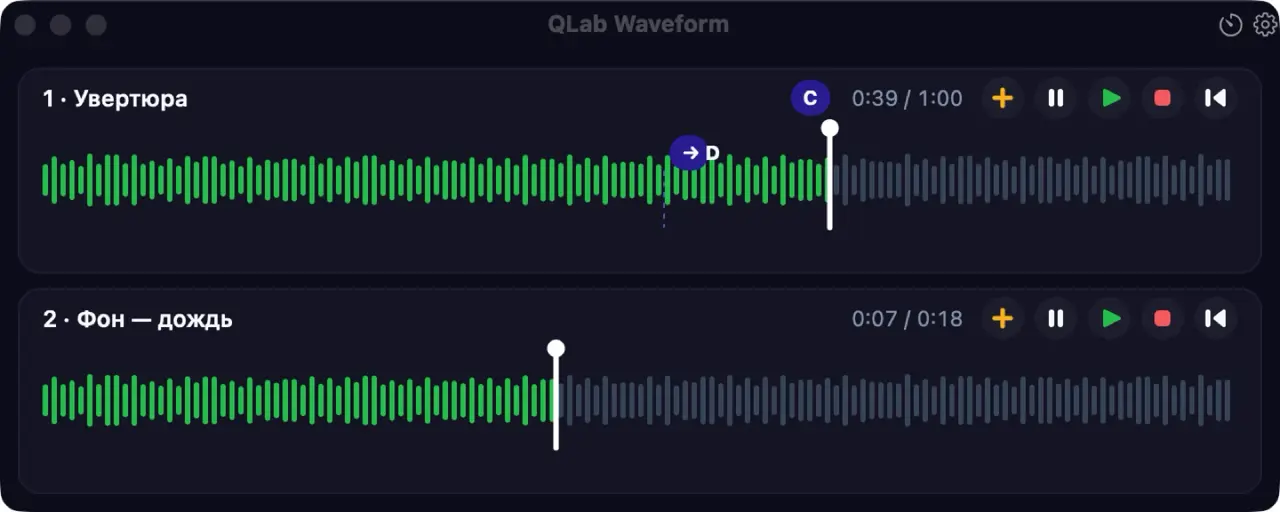 QLab Waveform
1 · Увертюра
C
0:39 / 1:00
→ D
2 · Фон — дождь
0:07 / 0:18